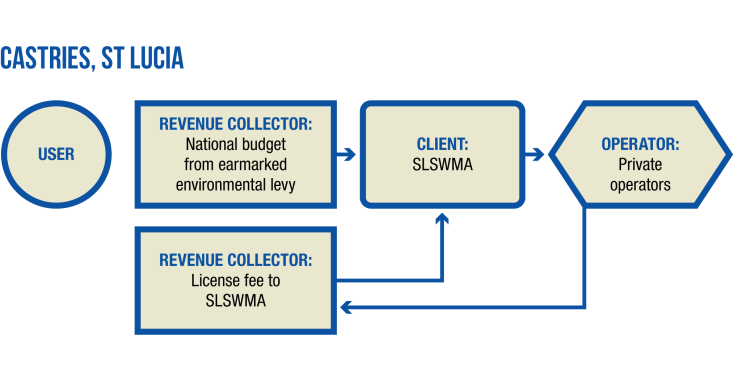 CASTRIES, ST LUCIA
USER
REVENUE COLLECTOR:
National budget
from earmarked
environmental levy
CLIENT:
SLSWMA
OPERATOR:
Private
operators
REVENUE COLLECTOR:
License fee to
SLSWMA